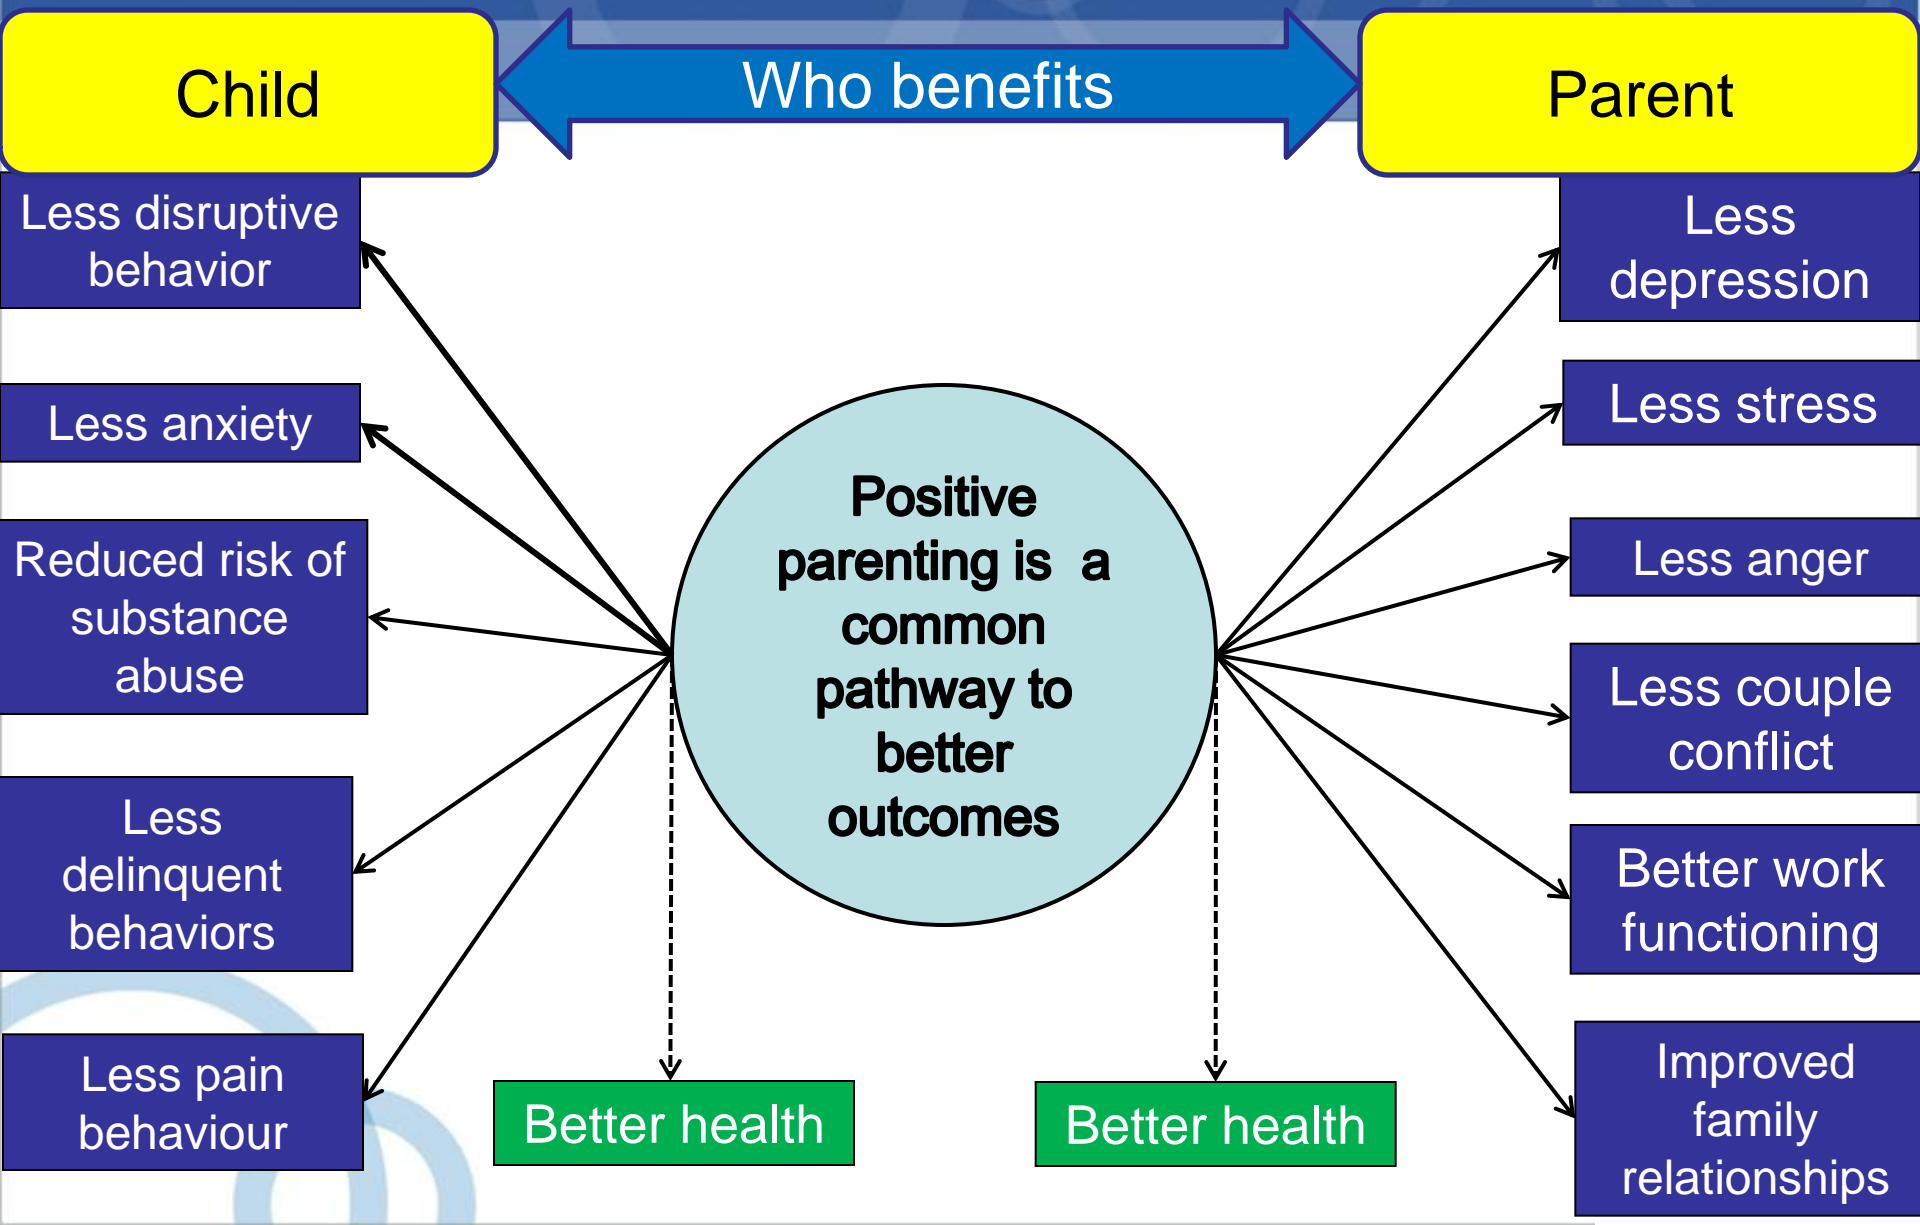 Child
Who benefits
Parent
Less disruptive
behavior
Less anxiety
Reduced risk of
substance
abuse
Less
delinquent
behaviors
Less pain
behaviour
Positive
parenting is  a
common
pathway to
better
outcomes
Better health
Better health
Less
depression
Less stress
Less anger
Less couple
conflict
Better work
functioning
Improved
family
relationships